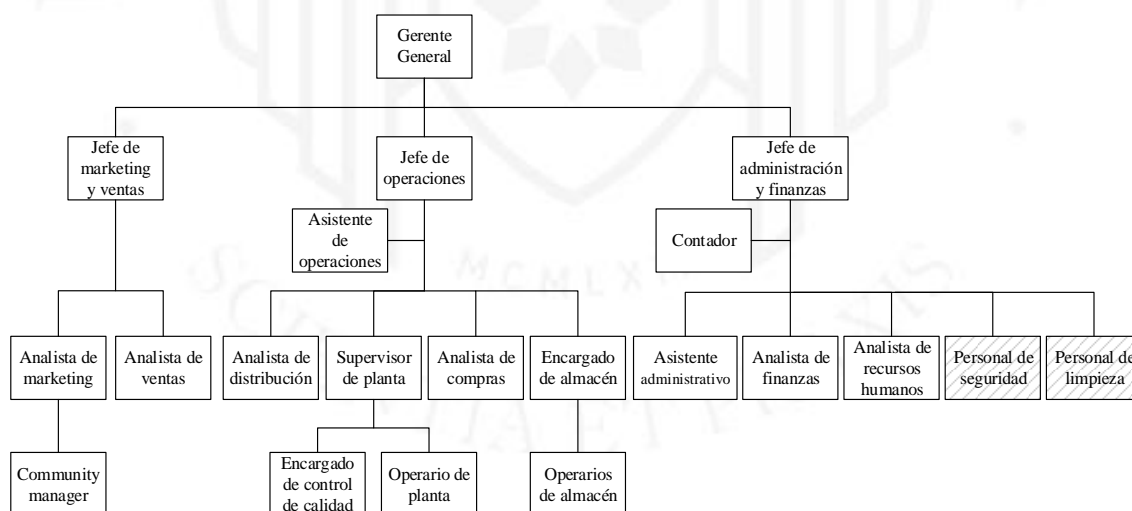 Gerente
General
Jefe de
marketing
y ventas
Jefe de
operaciones
Jefe de
administración
y finanzas
Asistente
de
operaciones
Contador
Analista de
marketing
Analista de
ventas
Analista de
distribución
Supervisor
de planta
Analista de
compras
Encargado
de almacén
Asistente
administrativo
Analista de
finanzas
Analista de
recursos
humanos
Personal de
seguridad
Personal de
limpieza
Community
manager
Encargado
de control
de calidad
Operario de
planta
Operarios
de almacén